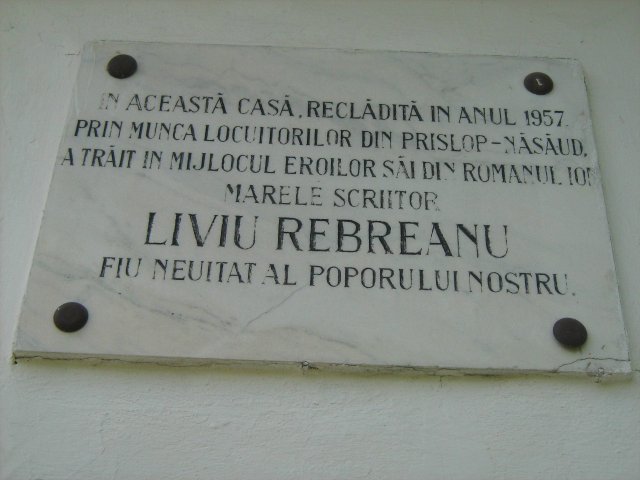 IN ACEASTĂ CASĂ, RECLĂDITĂ IN ANUL 1957.
PRIN MUNCA LOCUITORILOR DIN PRISLOP-NĂSĂUD,
A TRĂIT IN MIJLOCUL EROILOR SĂI DIN ROMANUL ION
MARELE SCRIITOR
LIVIU REBREANU
FIU NEUITAT AL POPORULUI NOSTRU.